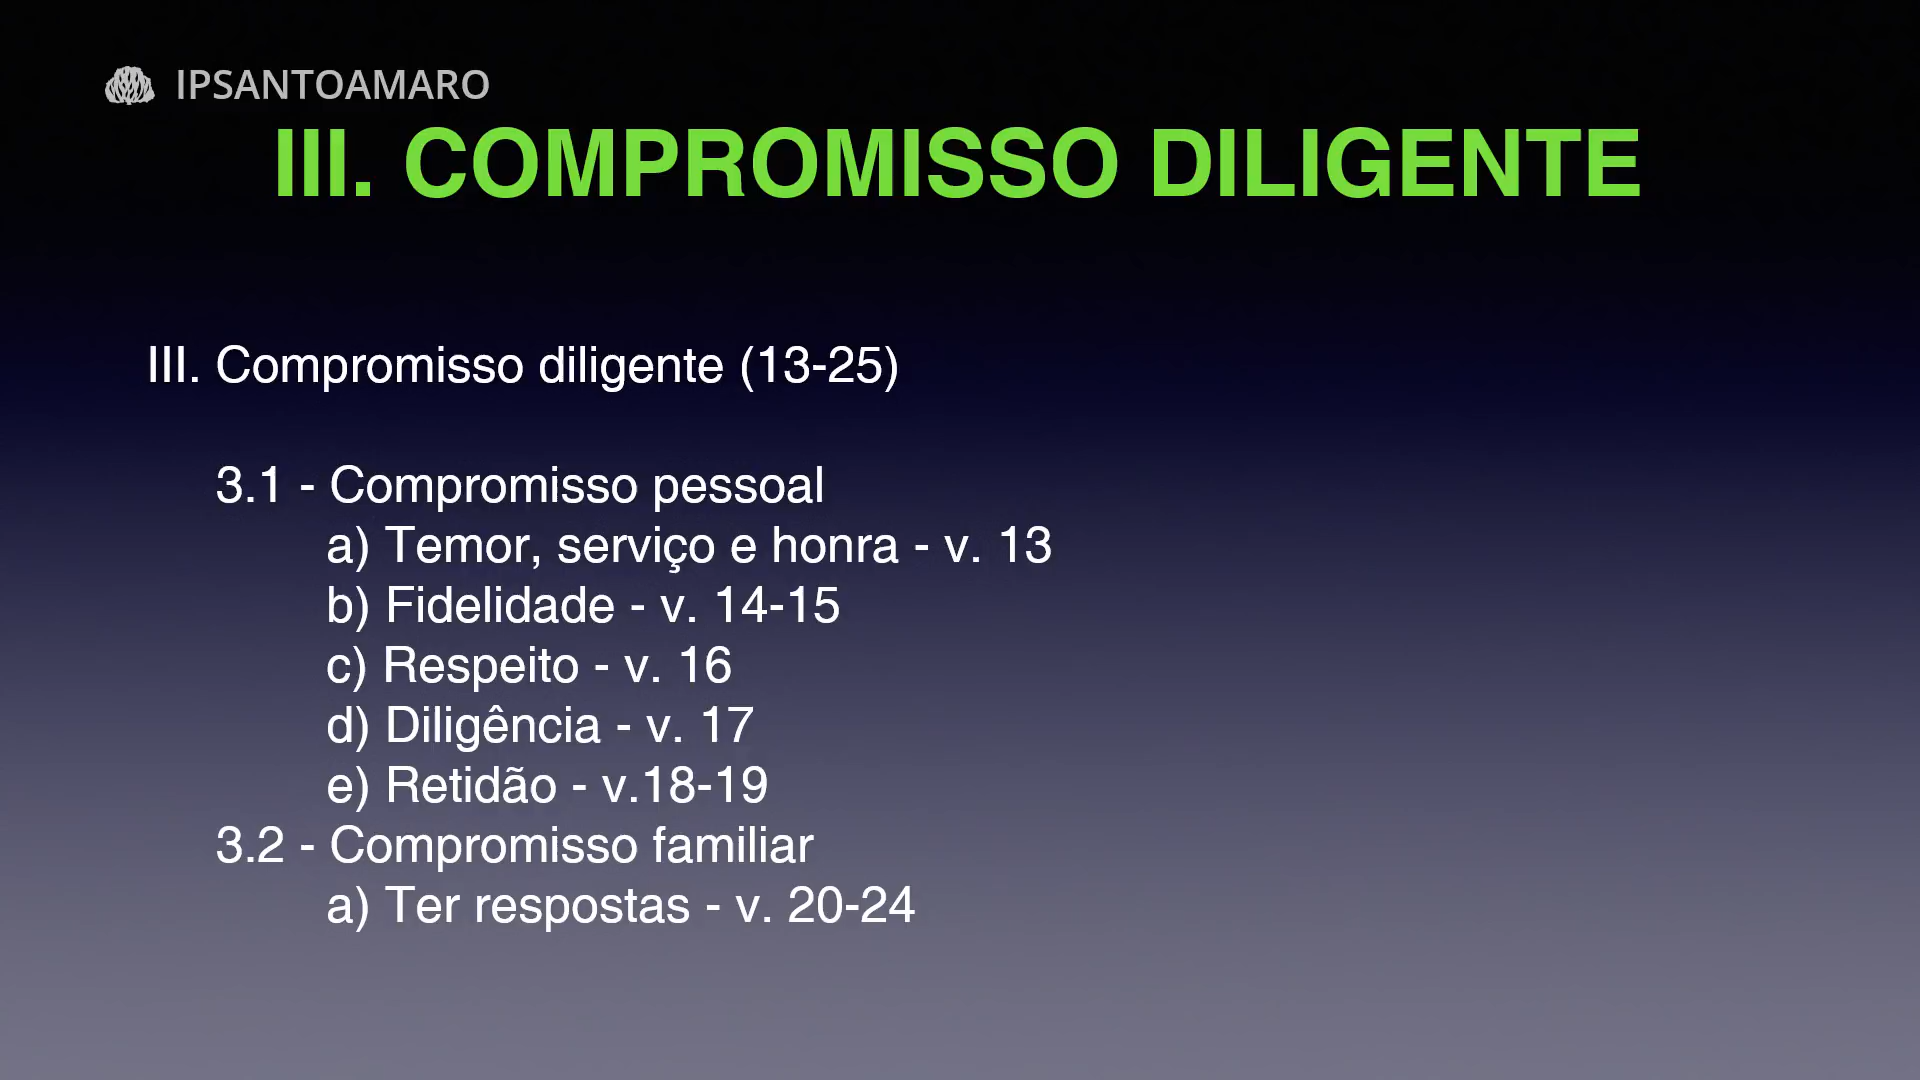 IPSANTOAMARO
III. COMPROMISSO DILIGENTE
III. Compromisso diligente (13-25)
3.1 - Compromisso pessoal
a) Temor, serviço e honra - v. 13
b) Fidelidade - v. 14-15
c) Respeito - v. 16
d) Diligência - v. 17
e) Retidão - v.18-19
3.2 - Compromisso familiar
a) Ter respostas - v. 20-24